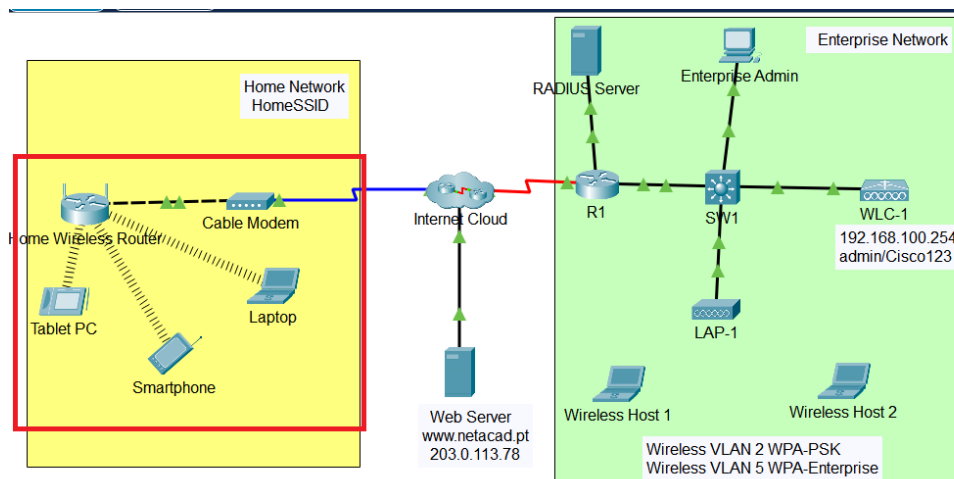 Home Network
HomeSSID
Home Wireless Router
Cable Modem
Tablet PC
Smartphone
Laptop
Internet Cloud
Web Server
www.netacad.pt
203.0.113.78
Enterprise Network
RADIUS Server
Enterprise Admin
R1
SW1
WLC-1
192.168.100.254
admin/Cisco123
LAP-1
Wireless Host 1
Wireless Host 2
Wireless VLAN 2 WPA-PSK
Wireless VLAN 5 WPA-Enterprise